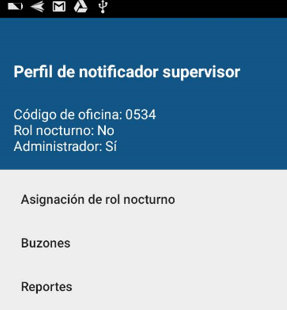 Perfil de notificador supervisor
Código de oficina: 0534
Rol nocturno: No
Administrador: Sí
Asignación de rol nocturno
Buzones
Reportes